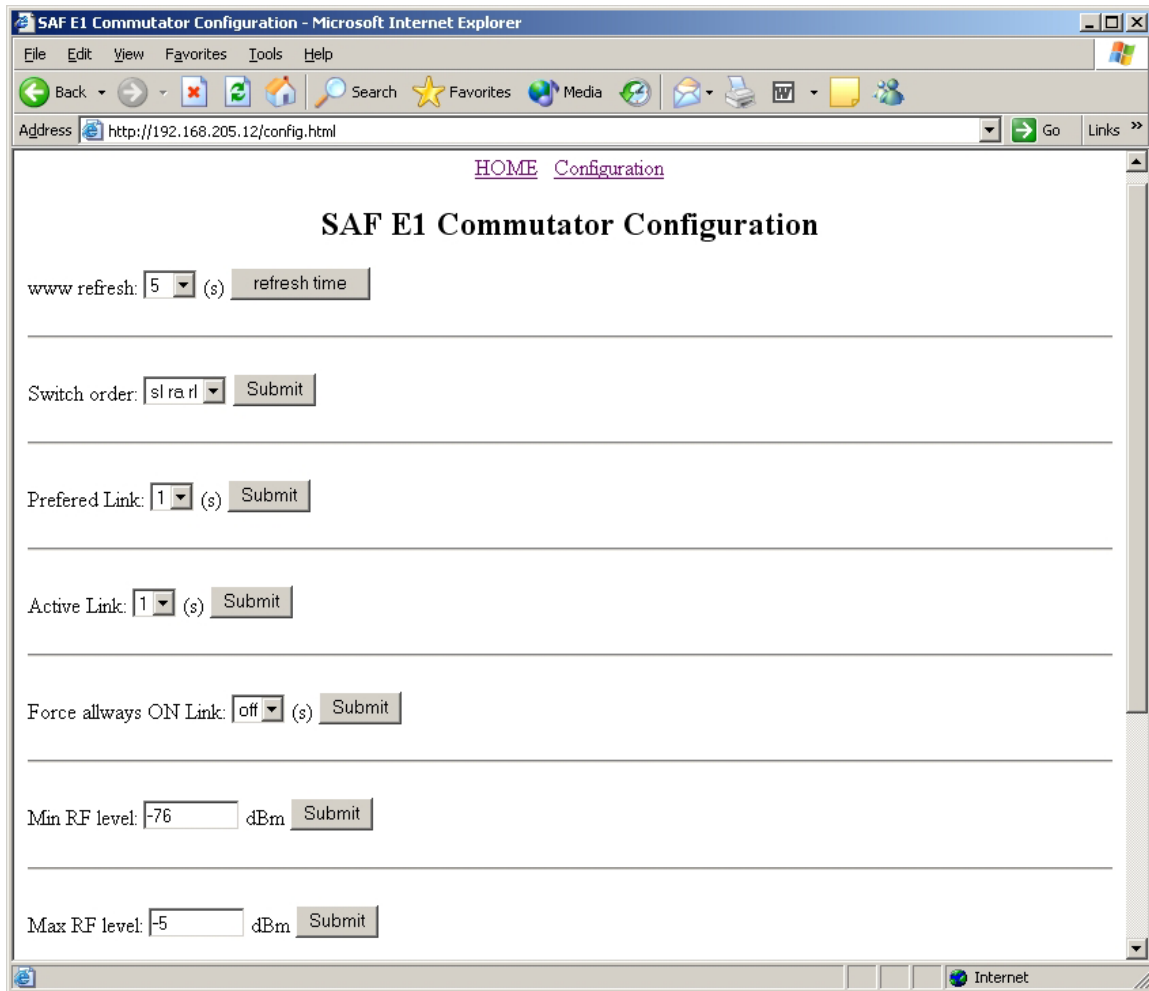 SAF E1 Commutator Configuration - Microsoft Internet Explorer
File Edit View Favorites Tools Help
Back Search Favorites Media
Address http://192.168.205.12/config.html Go Links »
HOME Configuration
SAF E1 Commutator Configuration
www refresh: 5 (s) refresh time
Switch order: sl ra rl Submit
Prefered Link: 1 (s) Submit
Active Link: 1 (s) Submit
Force allways ON Link: off (s) Submit
Min RF level: -76 dBm Submit
Max RF level: -5 dBm Submit
Internet